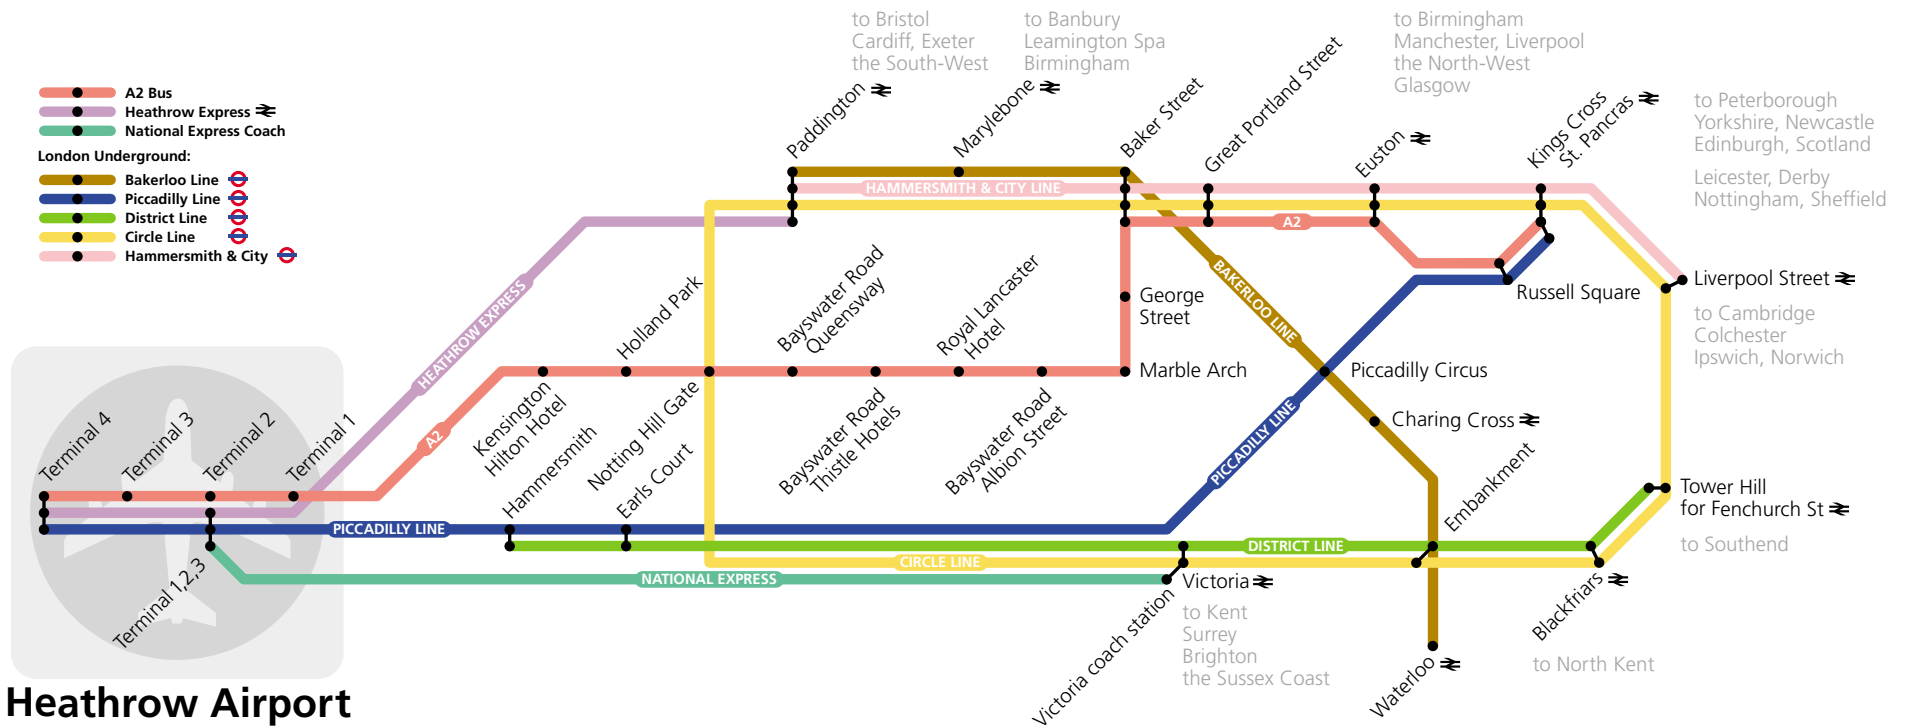 to Bristol
Cardiff, Exeter
the South-West
to Banbury
Leamington Spa
Birmingham
to Birmingham
Manchester, Liverpool
the North-West
Glasgow
A2 Bus
Heathrow Express
National Express Coach
London Underground:
Bakerloo Line
Piccadilly Line
District Line
Circle Line
Hammersmith & City
Paddington
Marylebone
Baker Street
Great Portland Street
Euston
Kings Cross
St. Pancras
to Peterborough
Yorkshire, Newcastle
Edinburgh, Scotland
Leicester, Derby
Nottingham, Sheffield
HAMMERSMITH & CITY LINE
A2
HEATHROW EXPRESS
BAKERLOO LINE
Russell Square
Liverpool Street
to Cambridge
Colchester
Ipswich, Norwich
Holland Park
Bayswater Road
Queensway
Royal Lancaster
Hotel
George
Street
Marble Arch
Piccadilly Circus
Charing Cross
A2
Kensington
Hilton Hotel
Hammersmith
Notting Hill Gate
Earls Court
Bayswater Road
Thistle Hotels
Bayswater Road
Albion Street
PICCADILLY LINE
Embankment
Terminal 4
Terminal 3
Terminal 2
Terminal 1
PICCADILLY LINE
DISTRICT LINE
CIRCLE LINE
NATIONAL EXPRESS
Terminal 1,2,3
Tower Hill
for Fenchurch St
to Southend
Victoria
Victoria coach station
to Kent
Surrey
Brighton
the Sussex Coast
Waterloo
Blackfriars
to North Kent
Heathrow Airport